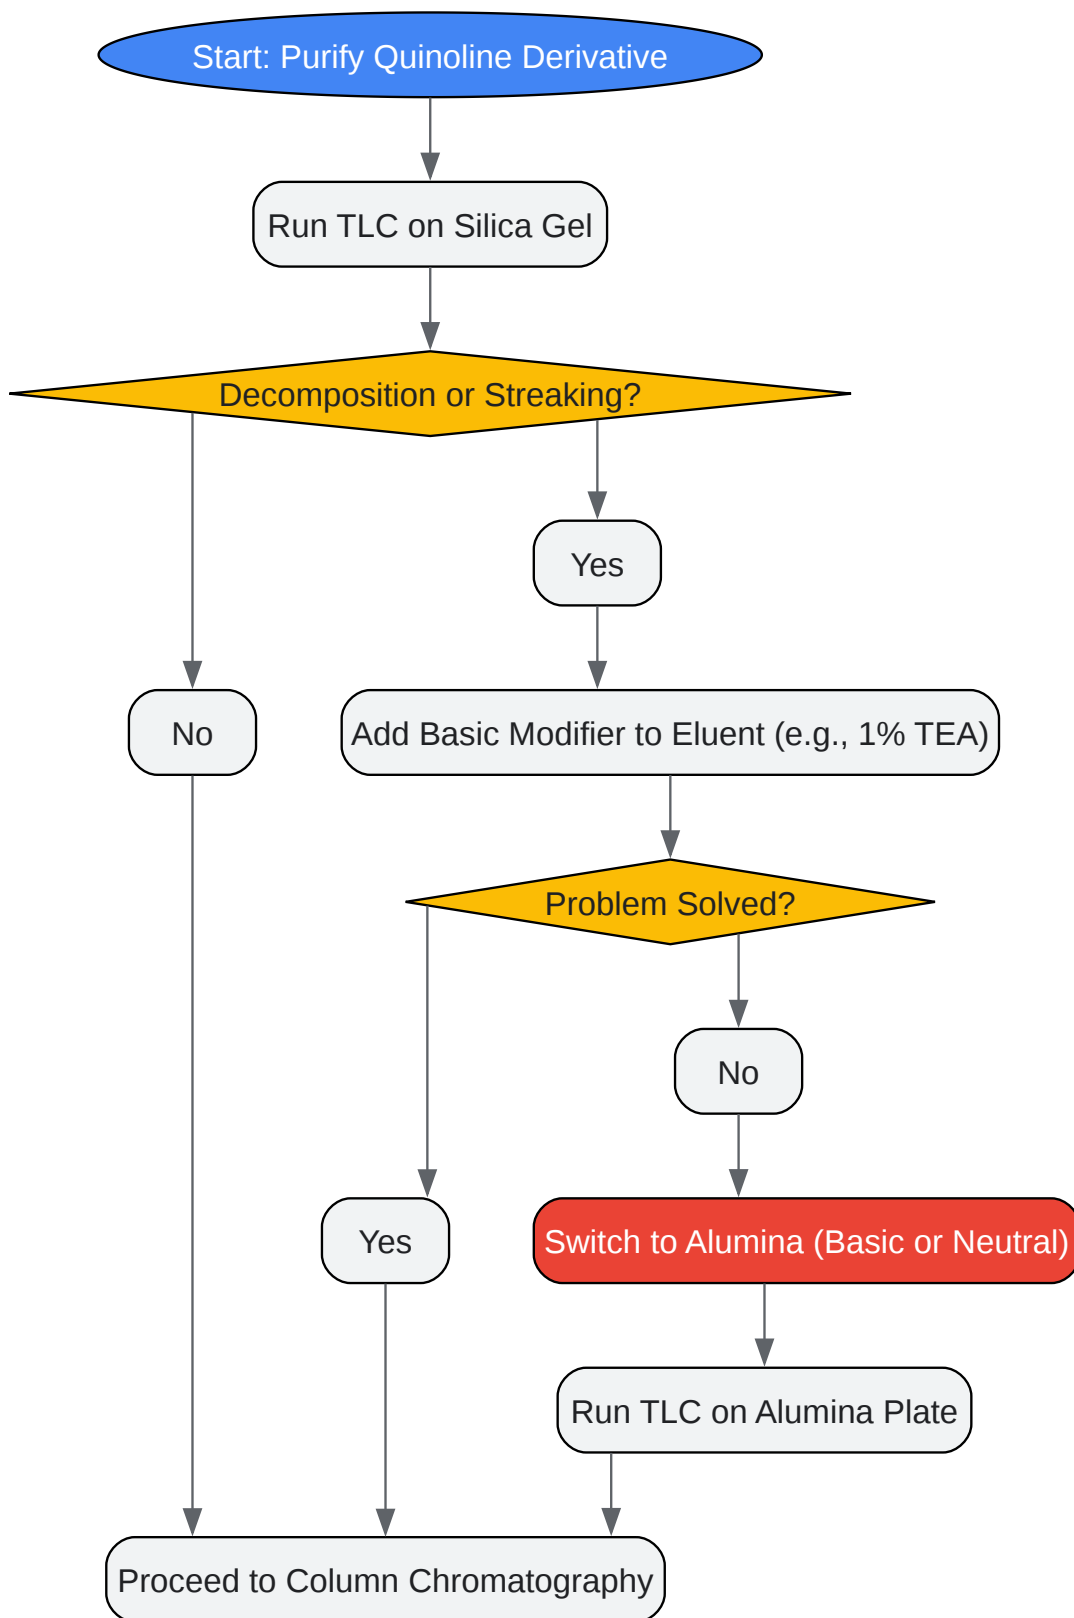 Start: Purify Quinoline Derivative
Run TLC on Silica Gel
Decomposition or Streaking?
Yes
No
Add Basic Modifier to Eluent (e.g., 1% TEA)
Problem Solved?
No
Yes
Switch to Alumina (Basic or Neutral)
Run TLC on Alumina Plate
Proceed to Column Chromatography